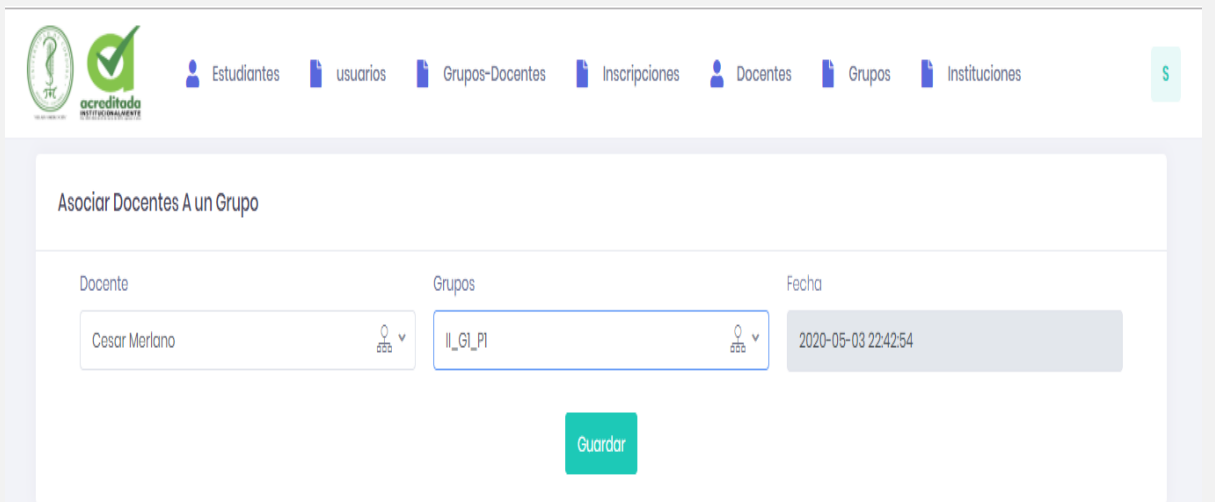 acreditada
INSTITUCIONALMENTE
Estudiantes
usuarios
Grupos-Docentes
Inscripciones
Docentes
Grupos
Instituciones
S
Asociar Docentes A un Grupo
Docente
Grupos
Fecha
Cesar Merlano
II_G1_P1
2020-05-03 22:42:54
Guardar